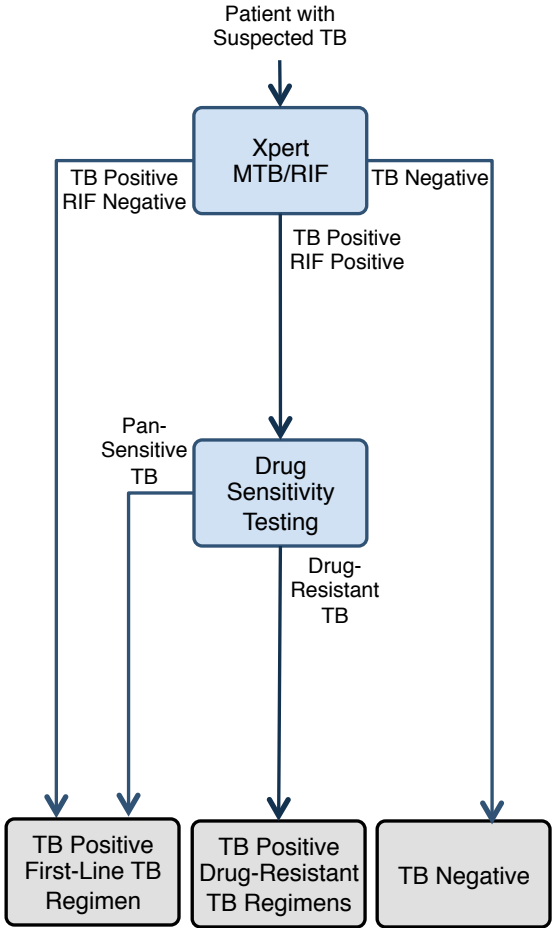 Patient with
Suspected TB
Xpert
MTB/RIF
TB Positive
RIF Negative
TB Negative
TB Positive
RIF Positive
Pan-
Sensitive
TB
Drug
Sensitivity
Testing
Drug-
Resistant
TB
TB Positive
First-Line TB
Regimen
TB Positive
Drug-Resistant
TB Regimens
TB Negative